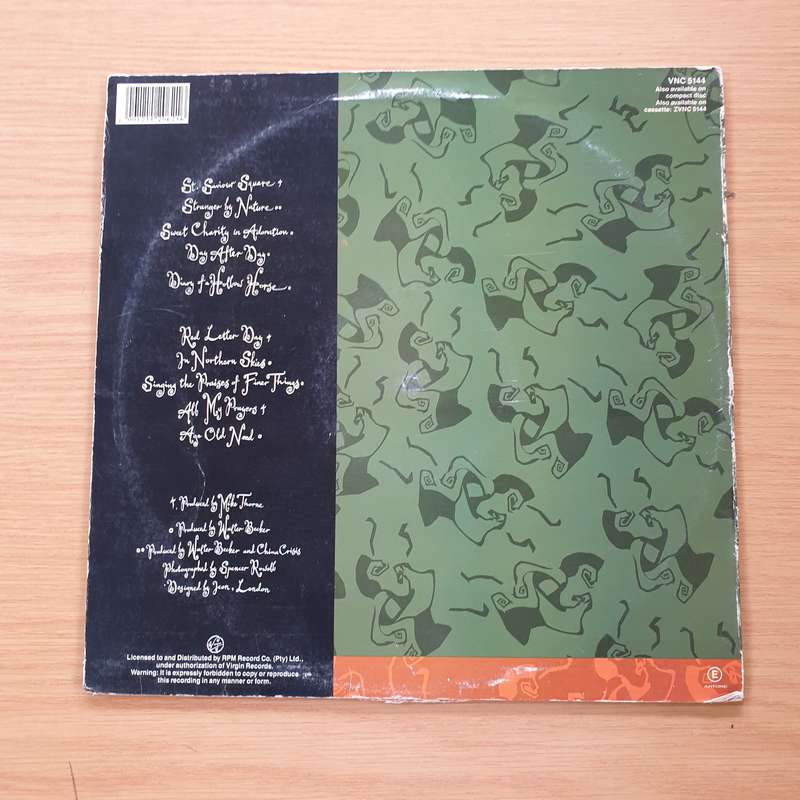 VNC 5144
Also available on
compact disc
Also available on
cassette: ΣVNC 5144
St. Saviour Square +
Stranger by Nature oo
Sweet Charity in Adoration o
Day After Day o
Diary of a Hollow Horse o
Red Letter Day +
In Northern Skies o
Singing the Praises of Finer Things o
All My Prayers +
Age Old Need o
+ Produced by Mike Thorne
o Produced by Walter Becker
oo Produced by Walter Becker and China Crisis
Photographed by Spencer Rowell
Designed by Icon London
Licensed to and Distributed by RPM Record Co. (Pty) Ltd.,
under authorization of Virgin Records.
Warning: It is expressly forbidden to copy or reproduce
this recording in any manner or form.
E